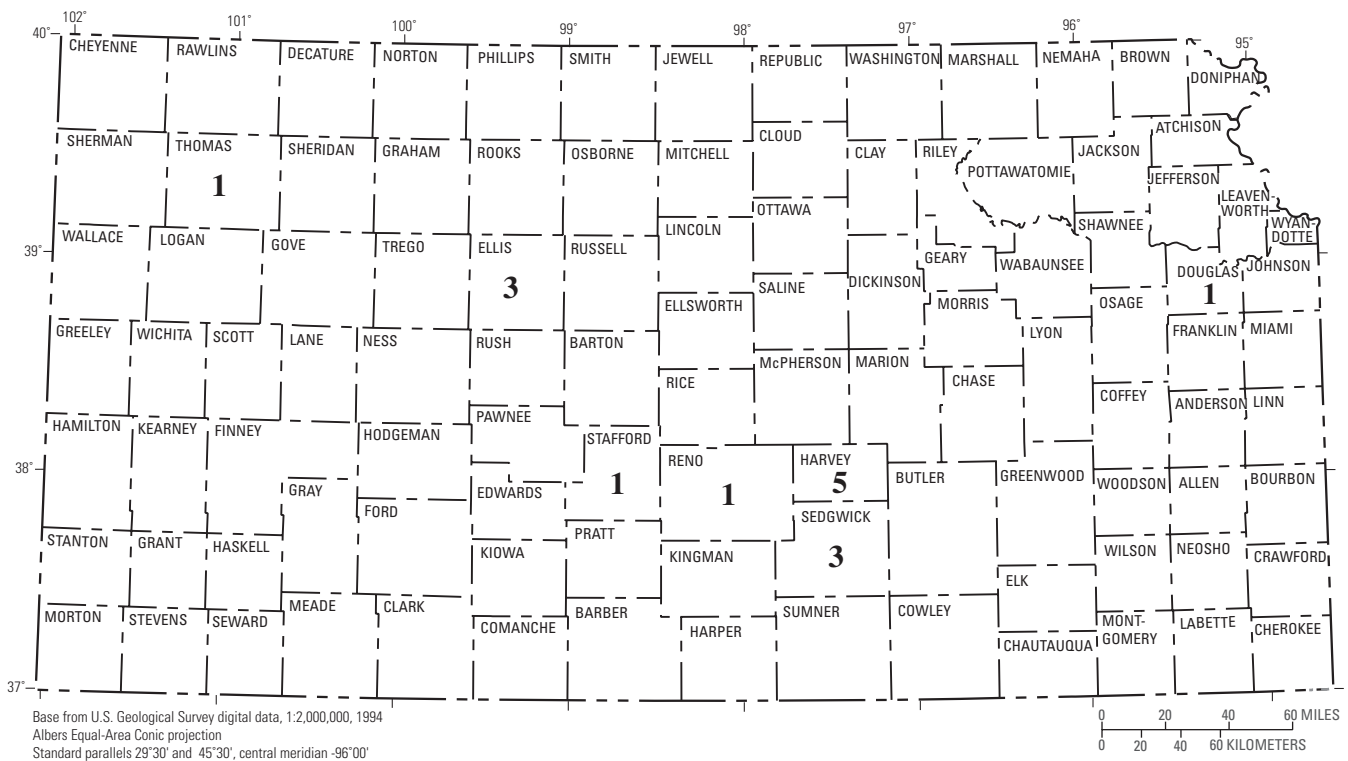 102° 101° 100° 99° 98° 97° 96° 95°
40°
CHEYENNE RAWLINS DECATURE NORTON PHILLIPS SMITH JEWELL REPUBLIC WASHINGTON MARSHALL NEMAHA BROWN
DONIPHAN
CLOUD ATCHISON
SHERMAN THOMAS SHERIDAN GRAHAM ROOKS OSBORNE MITCHELL CLAY RILEY JACKSON
1
POTTAWATOMIE JEFFERSON
LEAVEN-
WORTH
OTTAWA
WYAN-
DOTTE
LINCOLN SHAWNEE
39°
WALLACE LOGAN GOVE TREGO ELLIS RUSSELL
3
GEARY WABAUNSEE DOUGLAS JOHNSON
1
SALINE DICKINSON
ELLSWORTH MORRIS OSAGE
GREELEY WICHITA SCOTT LANE NESS RUSH BARTON LYON FRANKLIN MIAMI
McPHERSON MARION
RICE CHASE
COFFEY ANDERSON LINN
PAWNEE
HAMILTON KEARNEY FINNEY HODGEMAN STAFFORD
1
38°
RENO
1
HARVEY
5
BUTLER GREENWOOD WOODSON ALLEN BOURBON
GRAY EDWARDS
FORD SEDGWICK
3
STANTON GRANT HASKELL PRATT
KIOWA KINGMAN WILSON NEOSHO CRAWFORD
ELK
MEADE CLARK BARBER SUMNER COWLEY
MORTON STEVENS SEWARD COMANCHE HARPER MONT-
GOMERY
LABETTE CHEROKEE
CHAUTAUQUA
37°
Base from U.S. Geological Survey digital data, 1:2,000,000, 1994
Albers Equal-Area Conic projection
Standard parallels 29°30' and 45°30', central meridian -96°00'
0 20 40 60 MILES
0 20 40 60 KILOMETERS